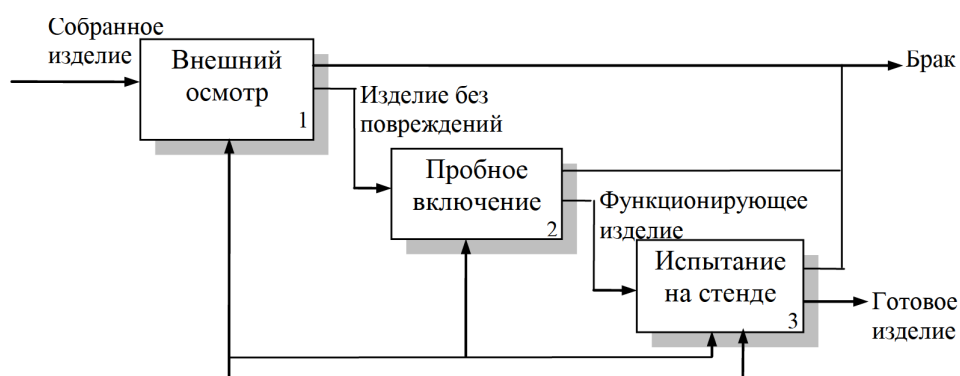 Собранное
изделие
Внешний
осмотр
1
Брак
Изделие без
повреждений
Пробное
включение
2
Функционирующее
изделие
Испытание
на стенде
3
Готовое
изделие